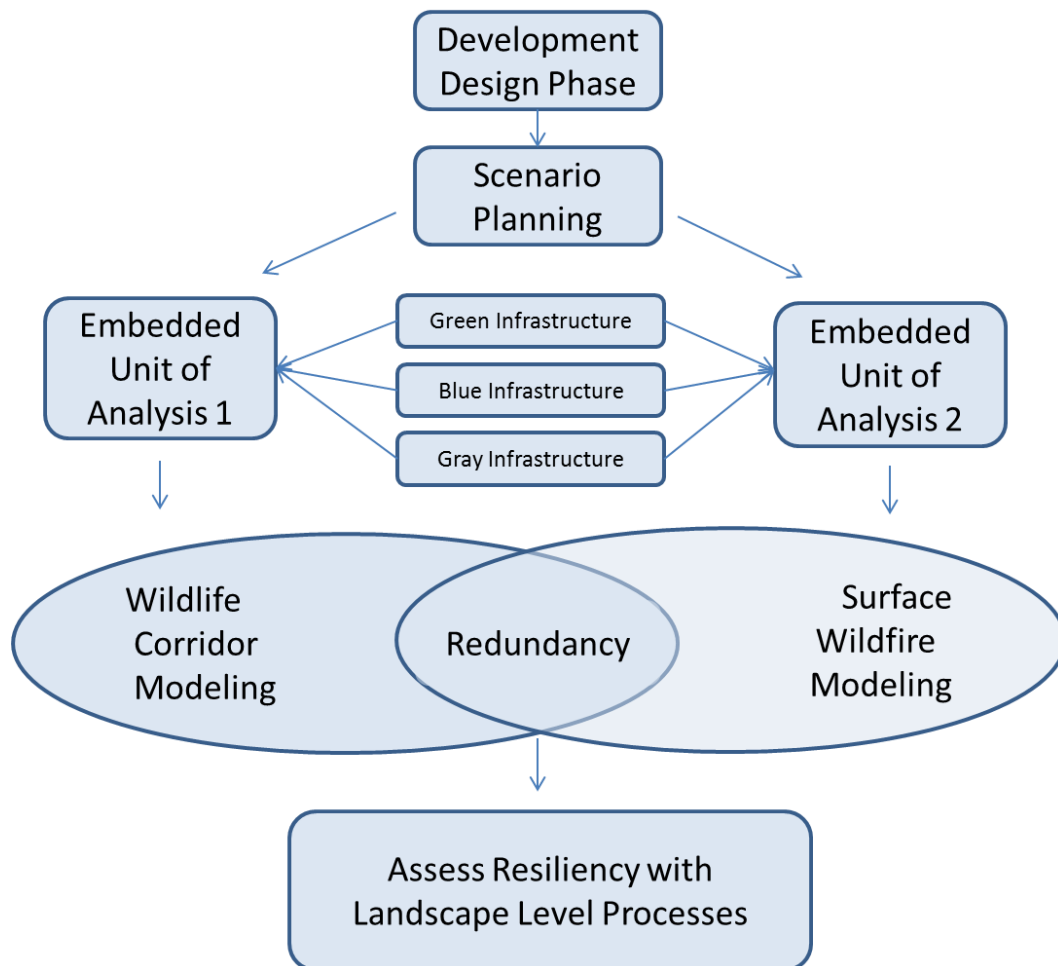 Development
Design Phase
Scenario
Planning
Embedded
Unit of
Analysis 1
Green Infrastructure
Blue Infrastructure
Gray Infrastructure
Embedded
Unit of
Analysis 2
Wildlife
Corridor
Modeling
Redundancy
Surface
Wildfire
Modeling
Assess Resiliency with
Landscape Level Processes